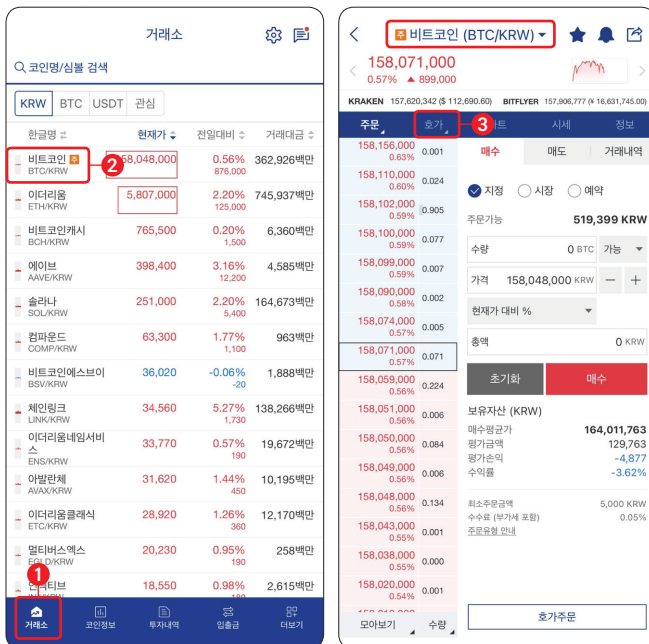 거래소
코인명/심볼 검색
KRW BTC USDT 관심
한글명 현재가 전일대비 거래대금
비트코인 주 58,048,000 0.56% 362,926백만
BTC/KRW 876,000
2
이더리움 5,807,000 2.20% 745,937백만
ETH/KRW 125,000
비트코인캐시 765,500 0.20% 6,360백만
BCH/KRW 1,500
에이브 398,400 3.16% 4,585백만
AAVE/KRW 12,200
솔라나 251,000 2.20% 164,673백만
SOL/KRW 5,400
컴파운드 63,300 1.77% 963백만
COMP/KRW 1,100
비트코인에스브이 36,020 -0.06% 1,888백만
BSV/KRW -20
체인링크 34,560 5.27% 138,266백만
LINK/KRW 1,730
이더리움네임서비
스 33,770 0.57% 19,672백만
ENS/KRW 190
아발란체 31,620 1.44% 10,195백만
AVAX/KRW 450
이더리움클래식 28,920 1.26% 12,170백만
ETC/KRW 360
멀티버스엑스 20,230 0.95% 258백만
EGLD/KRW 190
1
18,550 0.98% 2,615백만
거래소 코인정보 투자내역 입출금 더보기
주 비트코인 (BTC/KRW)
158,071,000
0.57% ▲ 899,000
KRAKEN 157,620,342 ($ 112,690.60) BITFLYER 157,906,777 (¥ 16,631,745.00)
주문 호가 3 시세 정보
158,156,000 0.001
0.63%
158,110,000 0.024
0.60%
158,102,000 0.905
0.59%
158,100,000 0.077
0.59%
158,099,000 0.007
0.59%
158,090,000 0.002
0.58%
158,074,000 0.005
0.57%
158,071,000 0.071
0.57%
158,059,000 0.224
0.56%
158,051,000 0.006
0.56%
158,050,000 0.084
0.56%
158,049,000 0.006
0.56%
158,048,000 0.134
0.56%
158,043,000 0.001
0.55%
158,038,000 0.000
0.55%
158,020,000 0.001
0.54%
모아보기 수량
매수 매도 거래내역
지정 시장 예약
주문가능 519,399 KRW
수량 0 BTC 가능
가격 158,048,000 KRW － ＋
현재가 대비 %
총액 0 KRW
초기화 매수
보유자산 (KRW)
매수평균가 164,011,763
평가금액 129,763
평가손익 -4,877
수익률 -3.62%
최소주문금액 5,000 KRW
수수료 (부가세 포함) 0.05%
주문유형 안내
호가주문